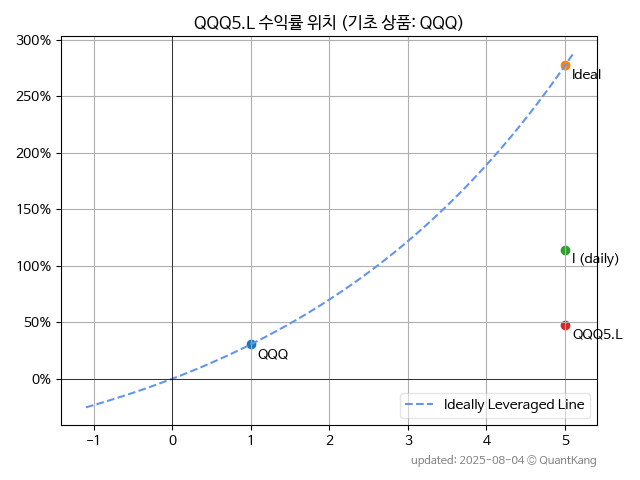 QQQ5.L 수익률 위치 (기초 상품: QQQ)
300%
250%
200%
150%
100%
50%
0%
Ideal
I (daily)
QQQ5.L
QQQ
Ideally Leveraged Line
−1 0 1 2 3 4 5
updated: 2025-08-04 © QuantKang